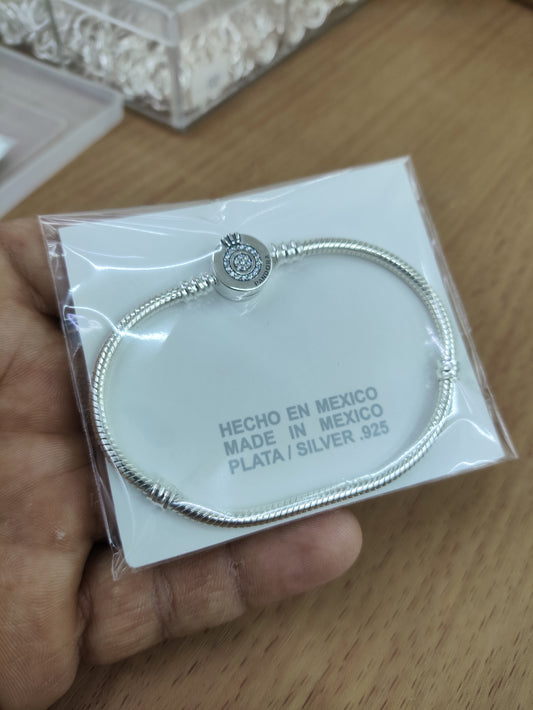 HECHO EN MEXICO
MADE IN MEXICO
PLATA / SILVER .925